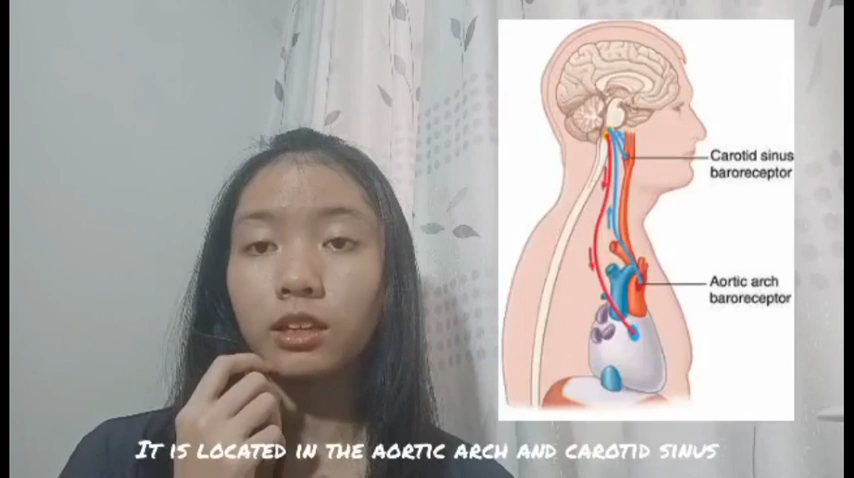 Carotid sinus
baroreceptor
Aortic arch
baroreceptor
IT IS LOCATED IN THE AORTIC ARCH AND CAROTID SINUS